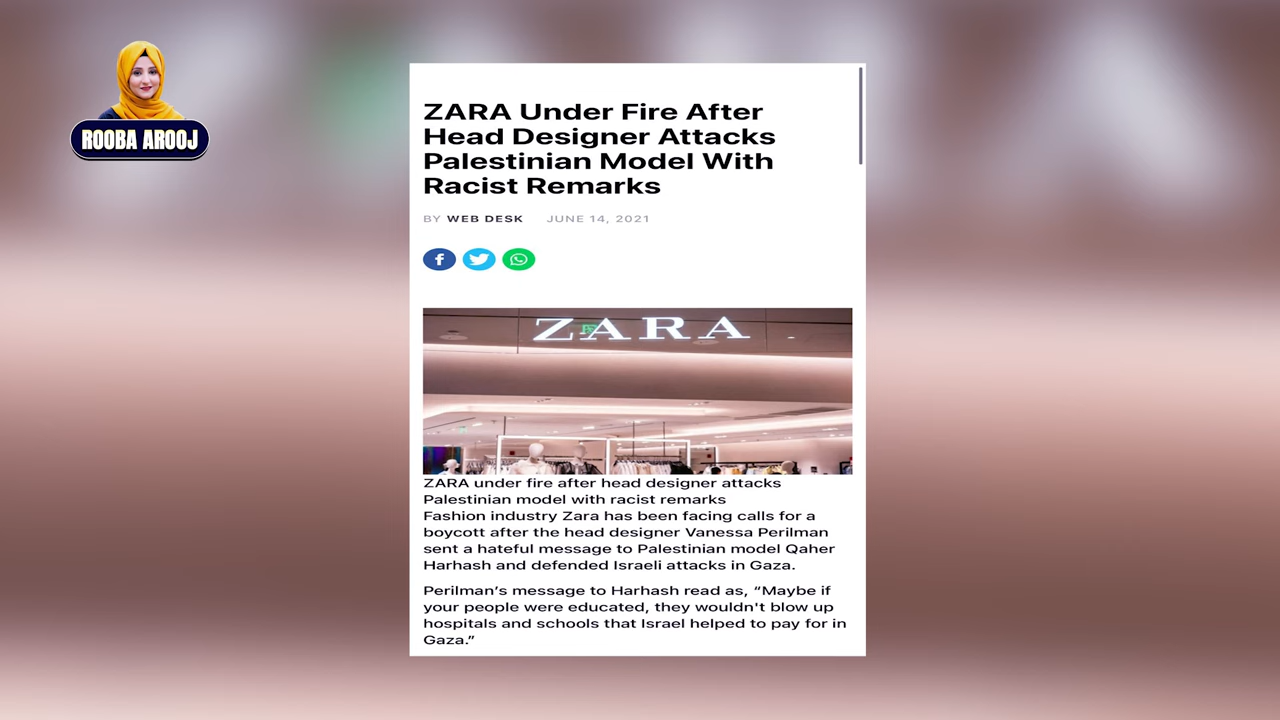 ROOBA AROOJ
ZARA Under Fire After
Head Designer Attacks
Palestinian Model With
Racist Remarks
BY WEB DESK JUNE 14, 2021
ZARA
ZARA under fire after head designer attacks
Palestinian model with racist remarks
Fashion industry Zara has been facing calls for a
boycott after the head designer Vanessa Perilman
sent a hateful message to Palestinian model Qaher
Harhash and defended Israeli attacks in Gaza.
Perilman’s message to Harhash read as, “Maybe if
your people were educated, they wouldn't blow up
hospitals and schools that Israel helped to pay for in
Gaza.”